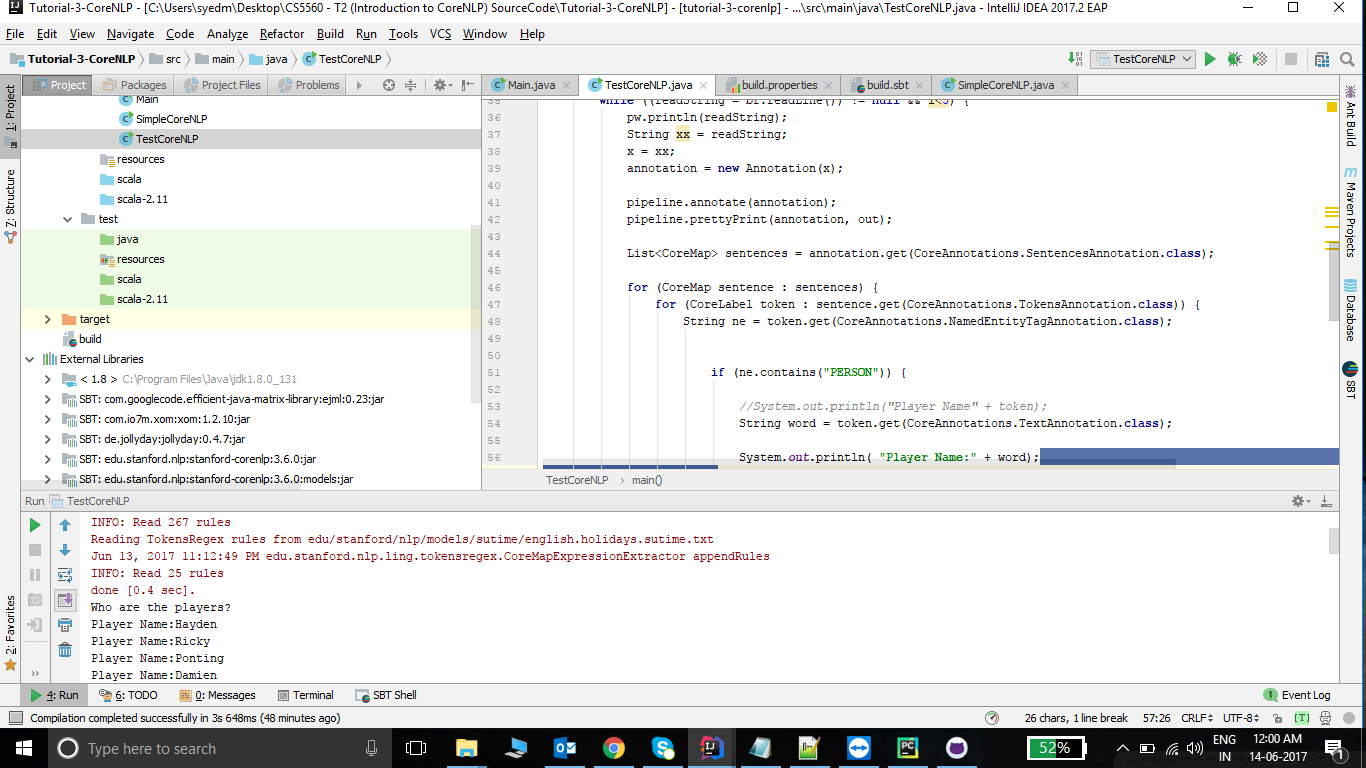 Tutorial-3-CoreNLP - [C:\Users\syedm\Desktop\CS5560 - T2 (Introduction to CoreNLP) SourceCode\Tutorial-3-CoreNLP] - [tutorial-3-corenlp] - ...\src\main\java\TestCoreNLP.java - IntelliJ IDEA 2017.2 EAP
File Edit View Navigate Code Analyze Refactor Build Run Tools VCS Window Help
Tutorial-3-CoreNLP src main java TestCoreNLP TestCoreNLP
Project Packages Project Files Problems
Main.java TestCoreNLP.java build.properties build.sbt SimpleCoreNLP.java
1: Project
Z: Structure
2: Favorites
Main
SimpleCoreNLP
TestCoreNLP
resources
scala
scala-2.11
test
java
resources
scala
scala-2.11
target
build
External Libraries
< 1.8 > C:\Program Files\Java\jdk1.8.0_131
SBT: com.googlecode.efficient-java-matrix-library:ejml:0.23:jar
SBT: com.io7m.xom:xom:1.2.10:jar
SBT: de.jollyday:jollyday:0.4.7:jar
SBT: edu.stanford.nlp:stanford-corenlp:3.6.0:jar
SBT: edu.stanford.nlp:stanford-corenlp:3.6.0:models:jar
35 while ((readString = br.readLine()) != null && i<5) {
36 pw.println(readString);
37 String xx = readString;
38 x = xx;
39 annotation = new Annotation(x);
40
41 pipeline.annotate(annotation);
42 pipeline.prettyPrint(annotation, out);
43
44 List<CoreMap> sentences = annotation.get(CoreAnnotations.SentencesAnnotation.class);
45
46 for (CoreMap sentence : sentences) {
47 for (CoreLabel token : sentence.get(CoreAnnotations.TokensAnnotation.class)) {
48 String ne = token.get(CoreAnnotations.NamedEntityTagAnnotation.class);
49
50
51 if (ne.contains("PERSON")) {
52
53 //System.out.println("Player Name" + token);
54 String word = token.get(CoreAnnotations.TextAnnotation.class);
55
56 System.out.println( "Player Name:" + word);
TestCoreNLP main()
Ant Build
m Maven Projects
Database
SBT
Run TestCoreNLP
INFO: Read 267 rules
Reading TokensRegex rules from edu/stanford/nlp/models/sutime/english.holidays.sutime.txt
Jun 13, 2017 11:12:49 PM edu.stanford.nlp.ling.tokensregex.CoreMapExpressionExtractor appendRules
INFO: Read 25 rules
done [0.4 sec].
Who are the players?
Player Name:Hayden
Player Name:Ricky
Player Name:Ponting
Player Name:Damien
4: Run 6: TODO 0: Messages Terminal SBT Shell 1 Event Log
Compilation completed successfully in 3s 648ms (48 minutes ago) 26 chars, 1 line break 57:26 CRLF UTF-8 [T]
Type here to search 52% ENG 12:00 AM
IN 14-06-2017 1